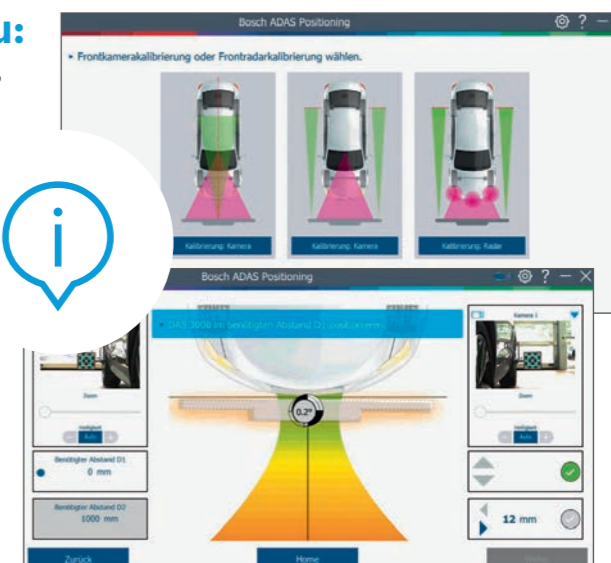 u:
Bosch ADAS Positioning
? –
Frontkamerakalibrierung oder Frontradarkalibrierung wählen.
Kalibrierung: Kamera
Kalibrierung: Kamera
Kalibrierung: Radar
i
Bosch ADAS Positioning
? – ×
DAS 3000 im benötigten Abstand D1 positionieren.
Kamera 1
Zoom
Zoom
Helligkeit
Helligkeit
– Auto +
– Auto +
0.2°
Benötigter Abstand D1
0 mm
Benötigter Abstand D2
1000 mm
12 mm
Zurück
Home
Weiter